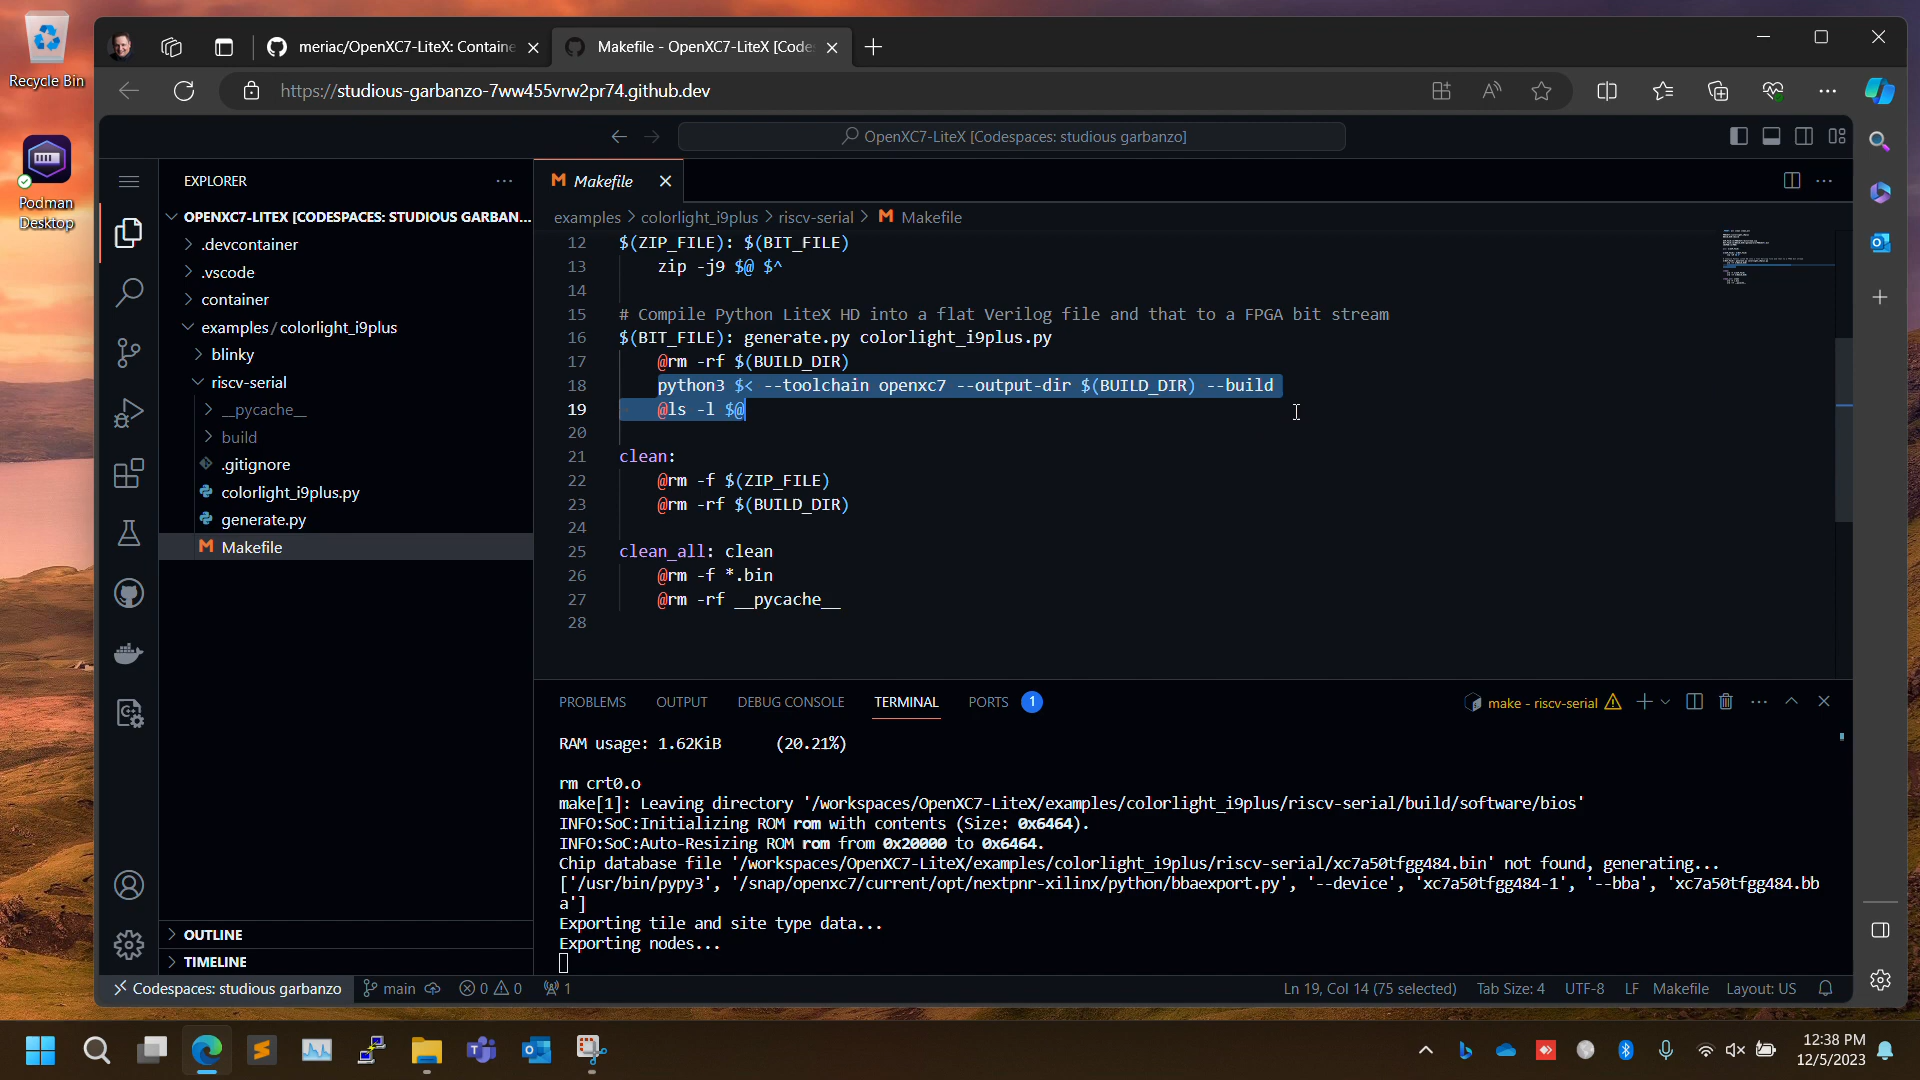 Recycle Bin
Podman
Desktop
meriac/OpenXC7-LiteX: Containe
Makefile - OpenXC7-LiteX [Codes
https://studious-garbanzo-7ww455vrw2pr74.github.dev
OpenXC7-LiteX [Codespaces: studious garbanzo]
EXPLORER
OPENXC7-LITEX [CODESPACES: STUDIOUS GARBAN...
.devcontainer
.vscode
container
examples / colorlight_i9plus
blinky
riscv-serial
__pycache__
build
.gitignore
colorlight_i9plus.py
generate.py
Makefile
OUTLINE
TIMELINE
Makefile
examples > colorlight_i9plus > riscv-serial > Makefile
12 $(ZIP_FILE): $(BIT_FILE)
13 zip -j9 $@ $^
14
15 # Compile Python LiteX HD into a flat Verilog file and that to a FPGA bit stream
16 $(BIT_FILE): generate.py colorlight_i9plus.py
17 @rm -rf $(BUILD_DIR)
18 python3 $< --toolchain openxc7 --output-dir $(BUILD_DIR) --build
19 @ls -l $@
20
21 clean:
22 @rm -f $(ZIP_FILE)
23 @rm -rf $(BUILD_DIR)
24
25 clean_all: clean
26 @rm -f *.bin
27 @rm -rf __pycache__
28
PROBLEMS OUTPUT DEBUG CONSOLE TERMINAL PORTS 1
make - riscv-serial
RAM usage: 1.62KiB (20.21%)
rm crt0.o
make[1]: Leaving directory '/workspaces/OpenXC7-LiteX/examples/colorlight_i9plus/riscv-serial/build/software/bios'
INFO:SoC:Initializing ROM rom with contents (Size: 0x6464).
INFO:SoC:Auto-Resizing ROM rom from 0x20000 to 0x6464.
Chip database file '/workspaces/OpenXC7-LiteX/examples/colorlight_i9plus/riscv-serial/xc7a50tfgg484.bin' not found, generating...
['/usr/bin/pypy3', '/snap/openxc7/current/opt/nextpnr-xilinx/python/bbaexport.py', '--device', 'xc7a50tfgg484-1', '--bba', 'xc7a50tfgg484.bb
a']
Exporting tile and site type data...
Exporting nodes...
Codespaces: studious garbanzo main 0 0 1
Ln 19, Col 14 (75 selected) Tab Size: 4 UTF-8 LF Makefile Layout: US
12:38 PM
12/5/2023